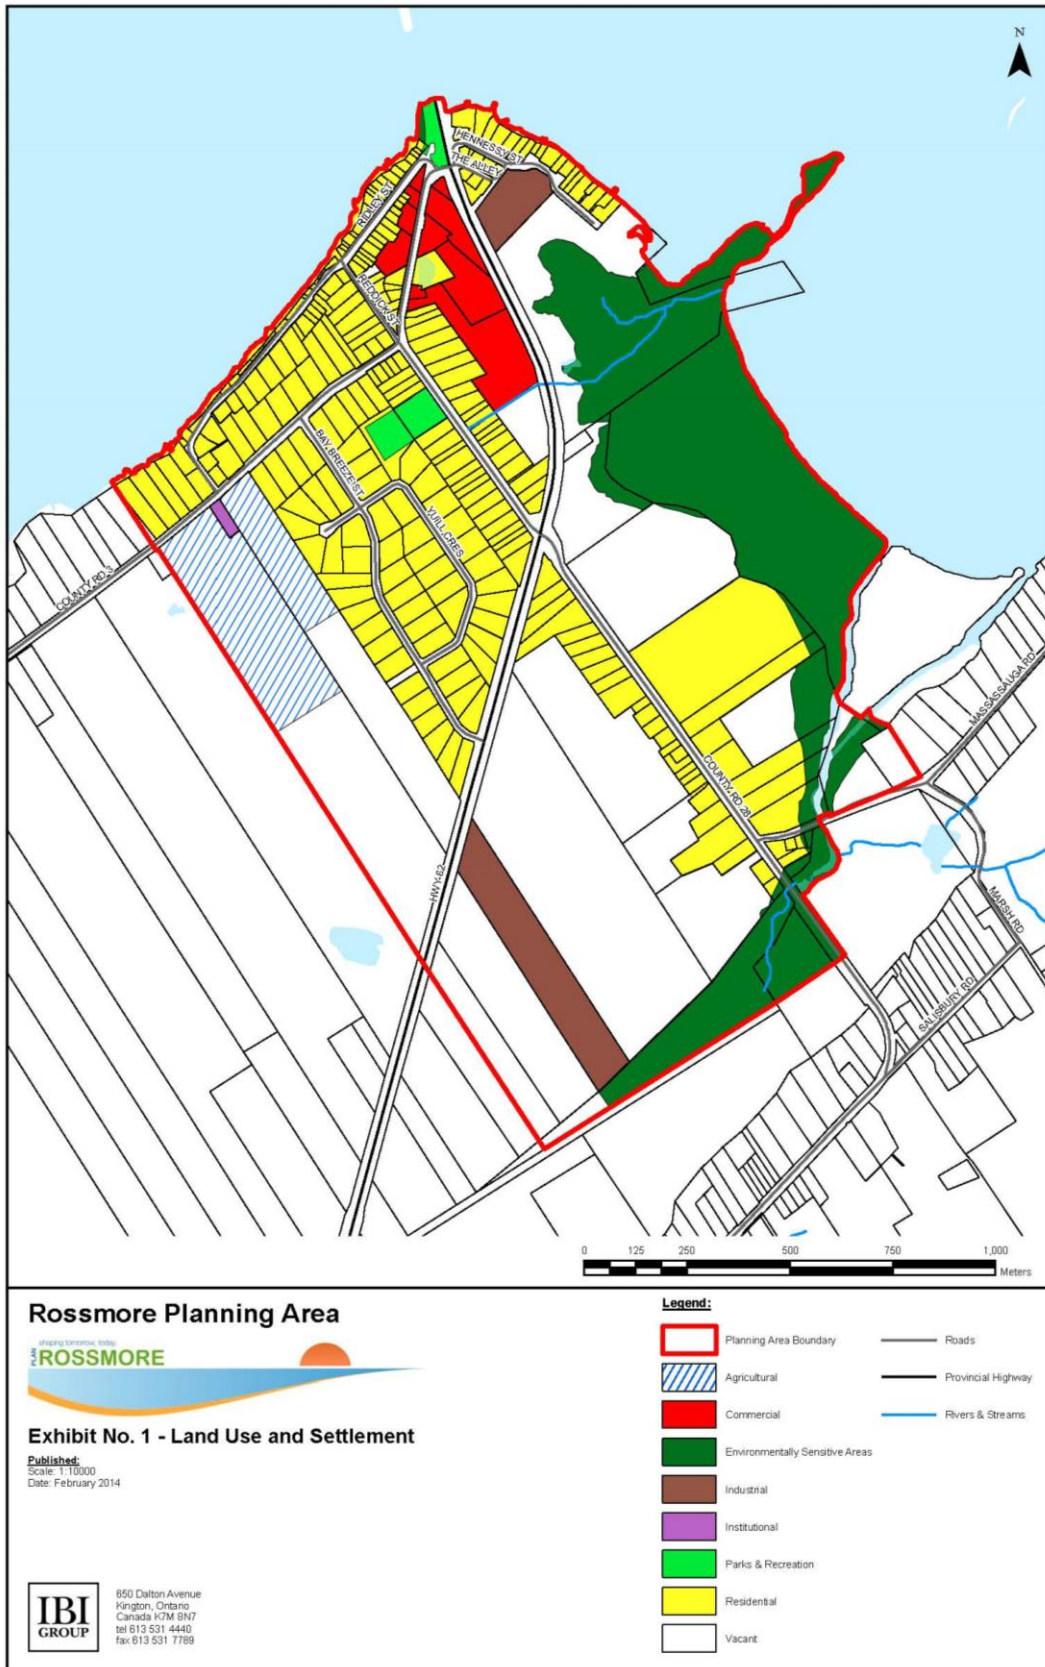 N
HENNESSY ST
THE ALLEY
RIDLEY ST
REDDICK ST
BAY BREEZE ST
YUILL CRES
COUNTY RD 3
MASSASSAUGA RD
COUNTY RD 28
HWY 62
MARSH RD
SALISBURY RD
0 125 250 500 750 1,000
Meters
Rossmore Planning Area
shaping tomorrow, today.
PLAN
ROSSMORE
Exhibit No. 1 - Land Use and Settlement
Published:
Scale: 1:10000
Date: February 2014
IBI
GROUP
650 Dalton Avenue
Kington, Ontario
Canada K7M 8N7
tel 613 531 4440
fax 613 531 7789
Legend:
Planning Area Boundary
Agricultural
Commercial
Environmentally Sensitive Areas
Industrial
Institutional
Parks & Recreation
Residential
Vacant
Roads
Provincial Highway
Rivers & Streams